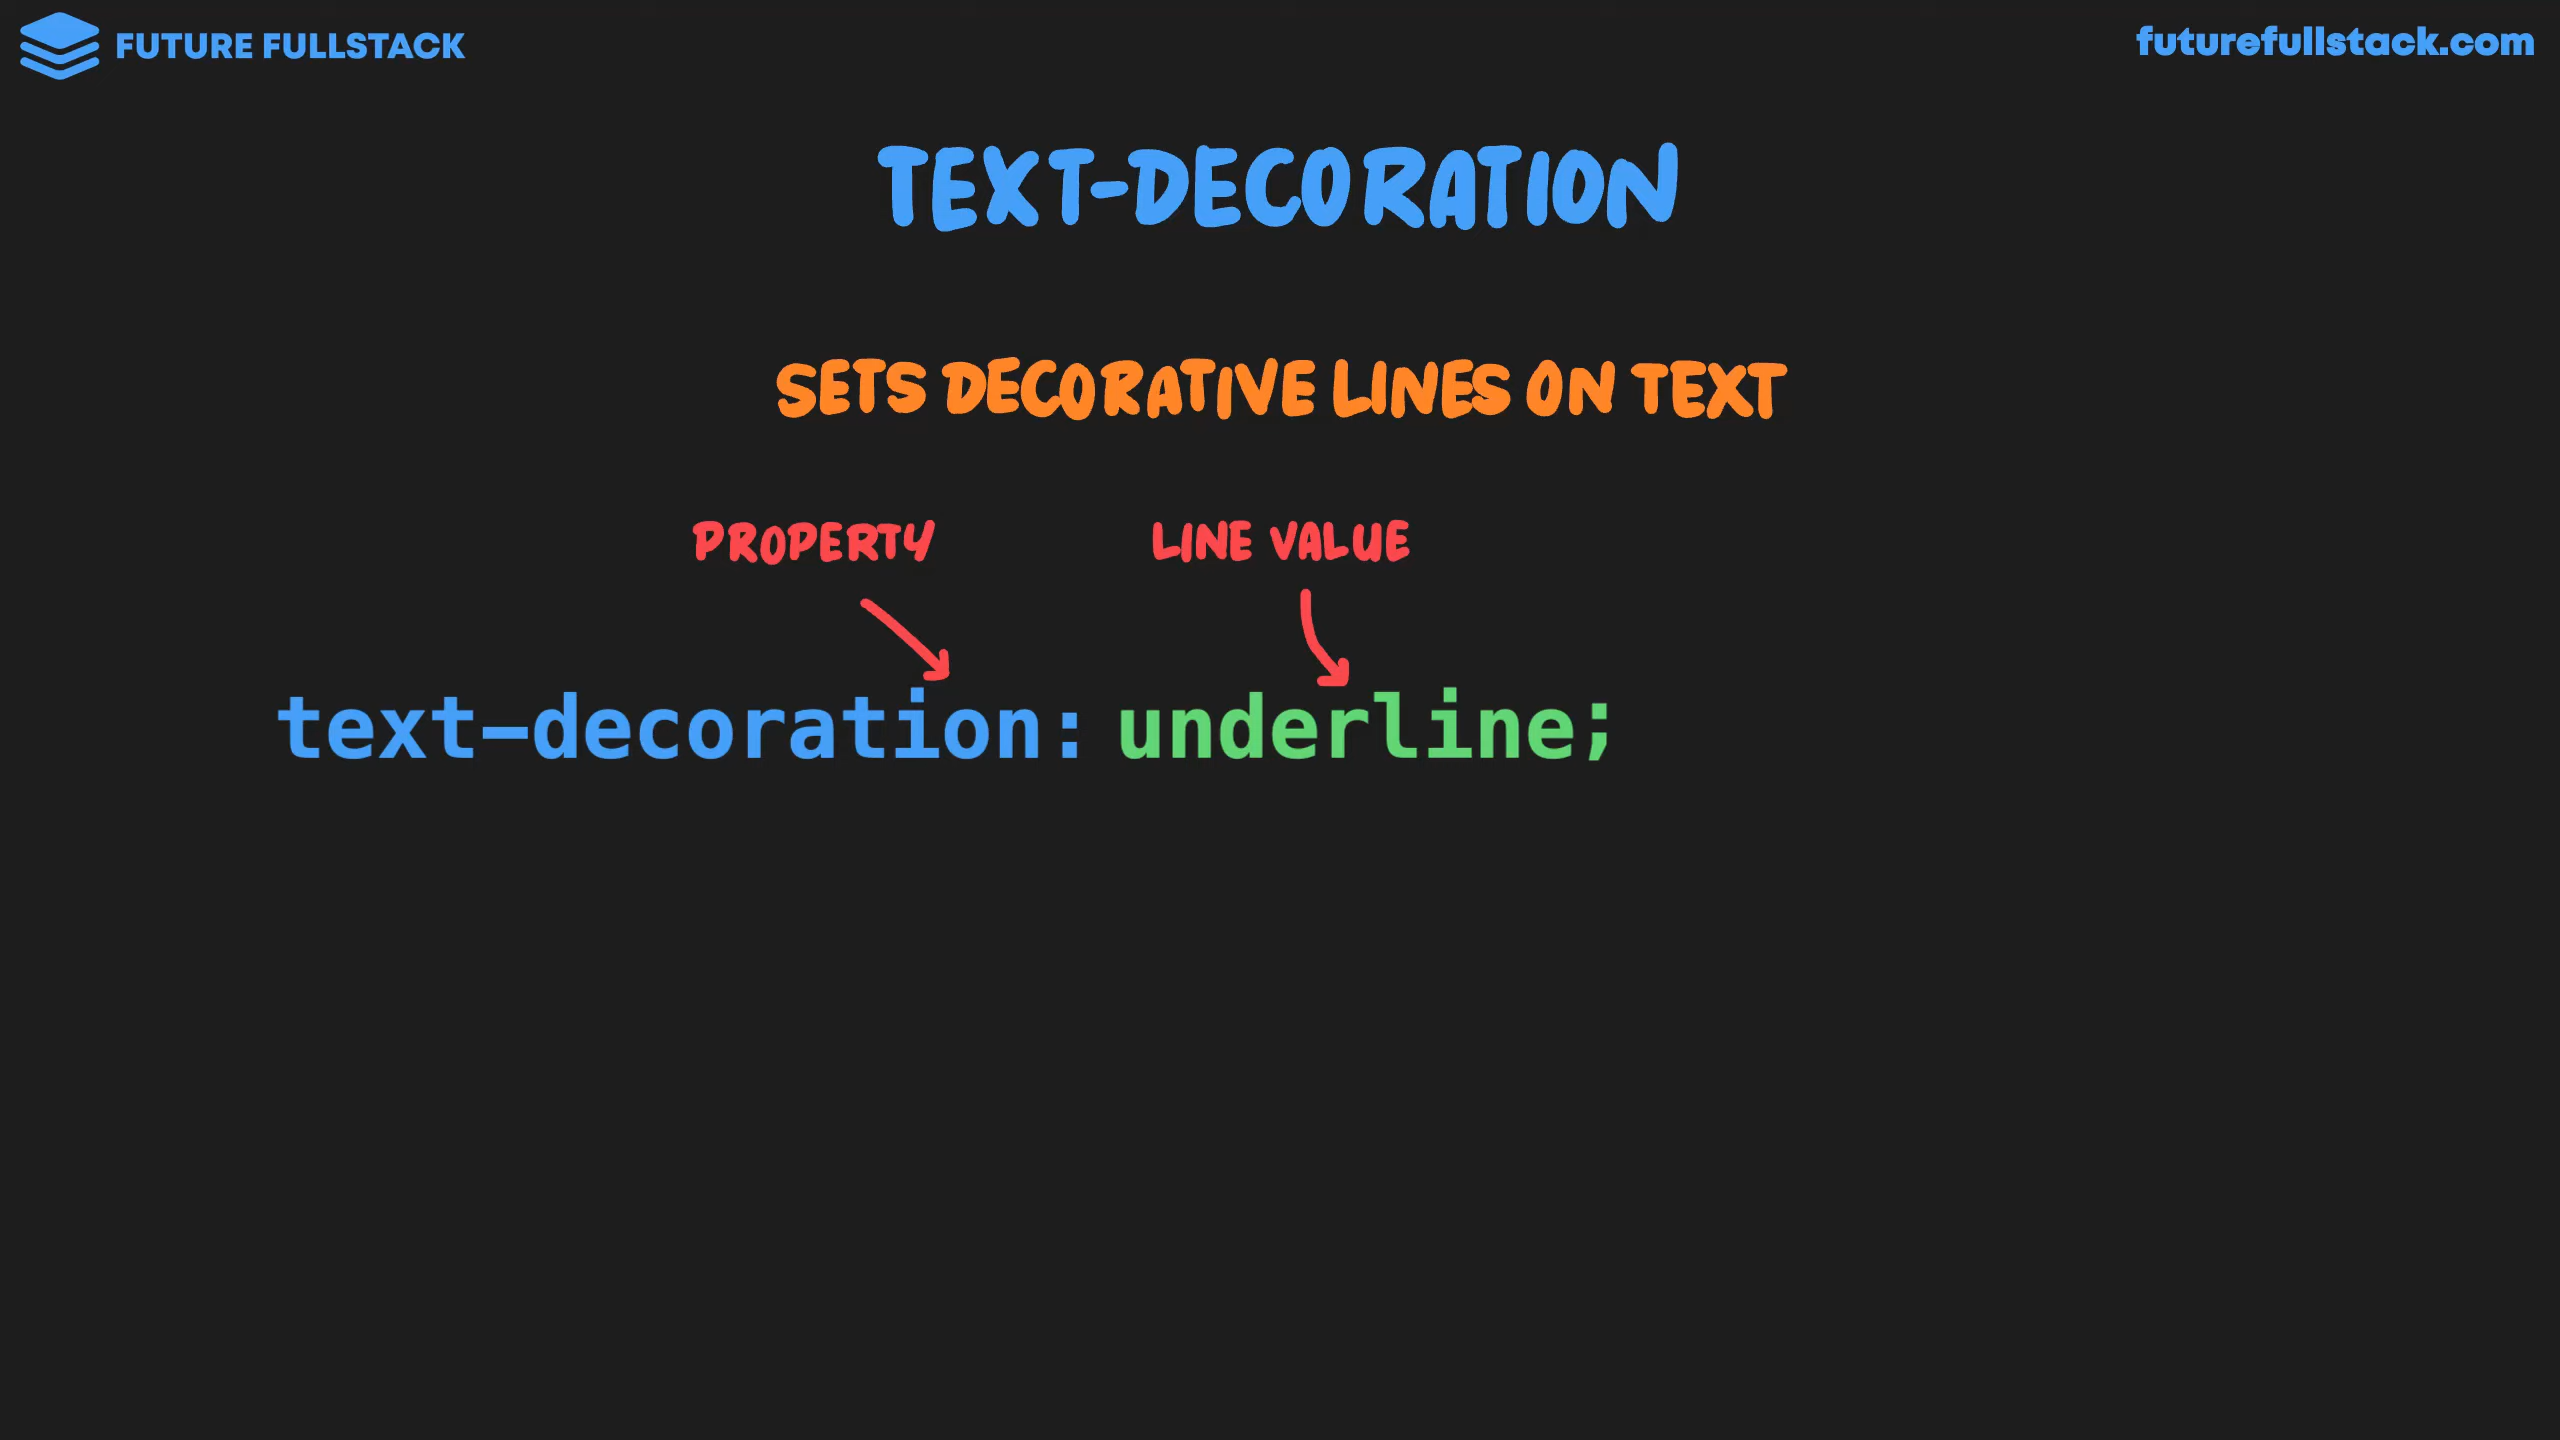 FUTURE FULLSTACK
futurefullstack.com
TEXT-DECORATION
SETS DECORATIVE LINES ON TEXT
PROPERTY LINE VALUE
text-decoration: underline;